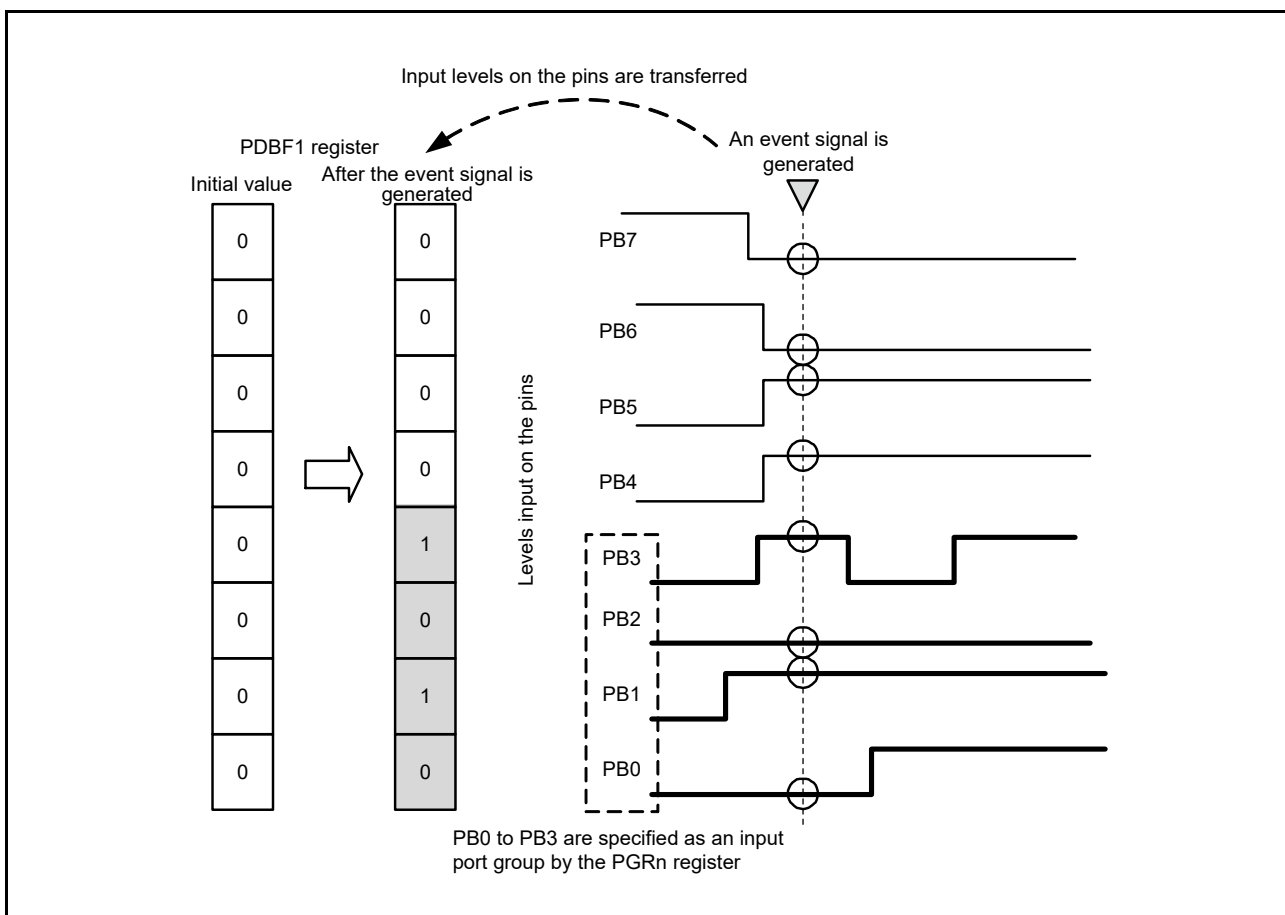 Input levels on the pins are transferred
An event signal is
generated
PDBF1 register
Initial value
After the event signal is
generated
0
0
0
0
0
0
0
0
0
0
0
0
1
0
1
0
Levels input on the pins
PB7
PB6
PB5
PB4
PB3
PB2
PB1
PB0
PB0 to PB3 are specified as an input
port group by the PGRn register